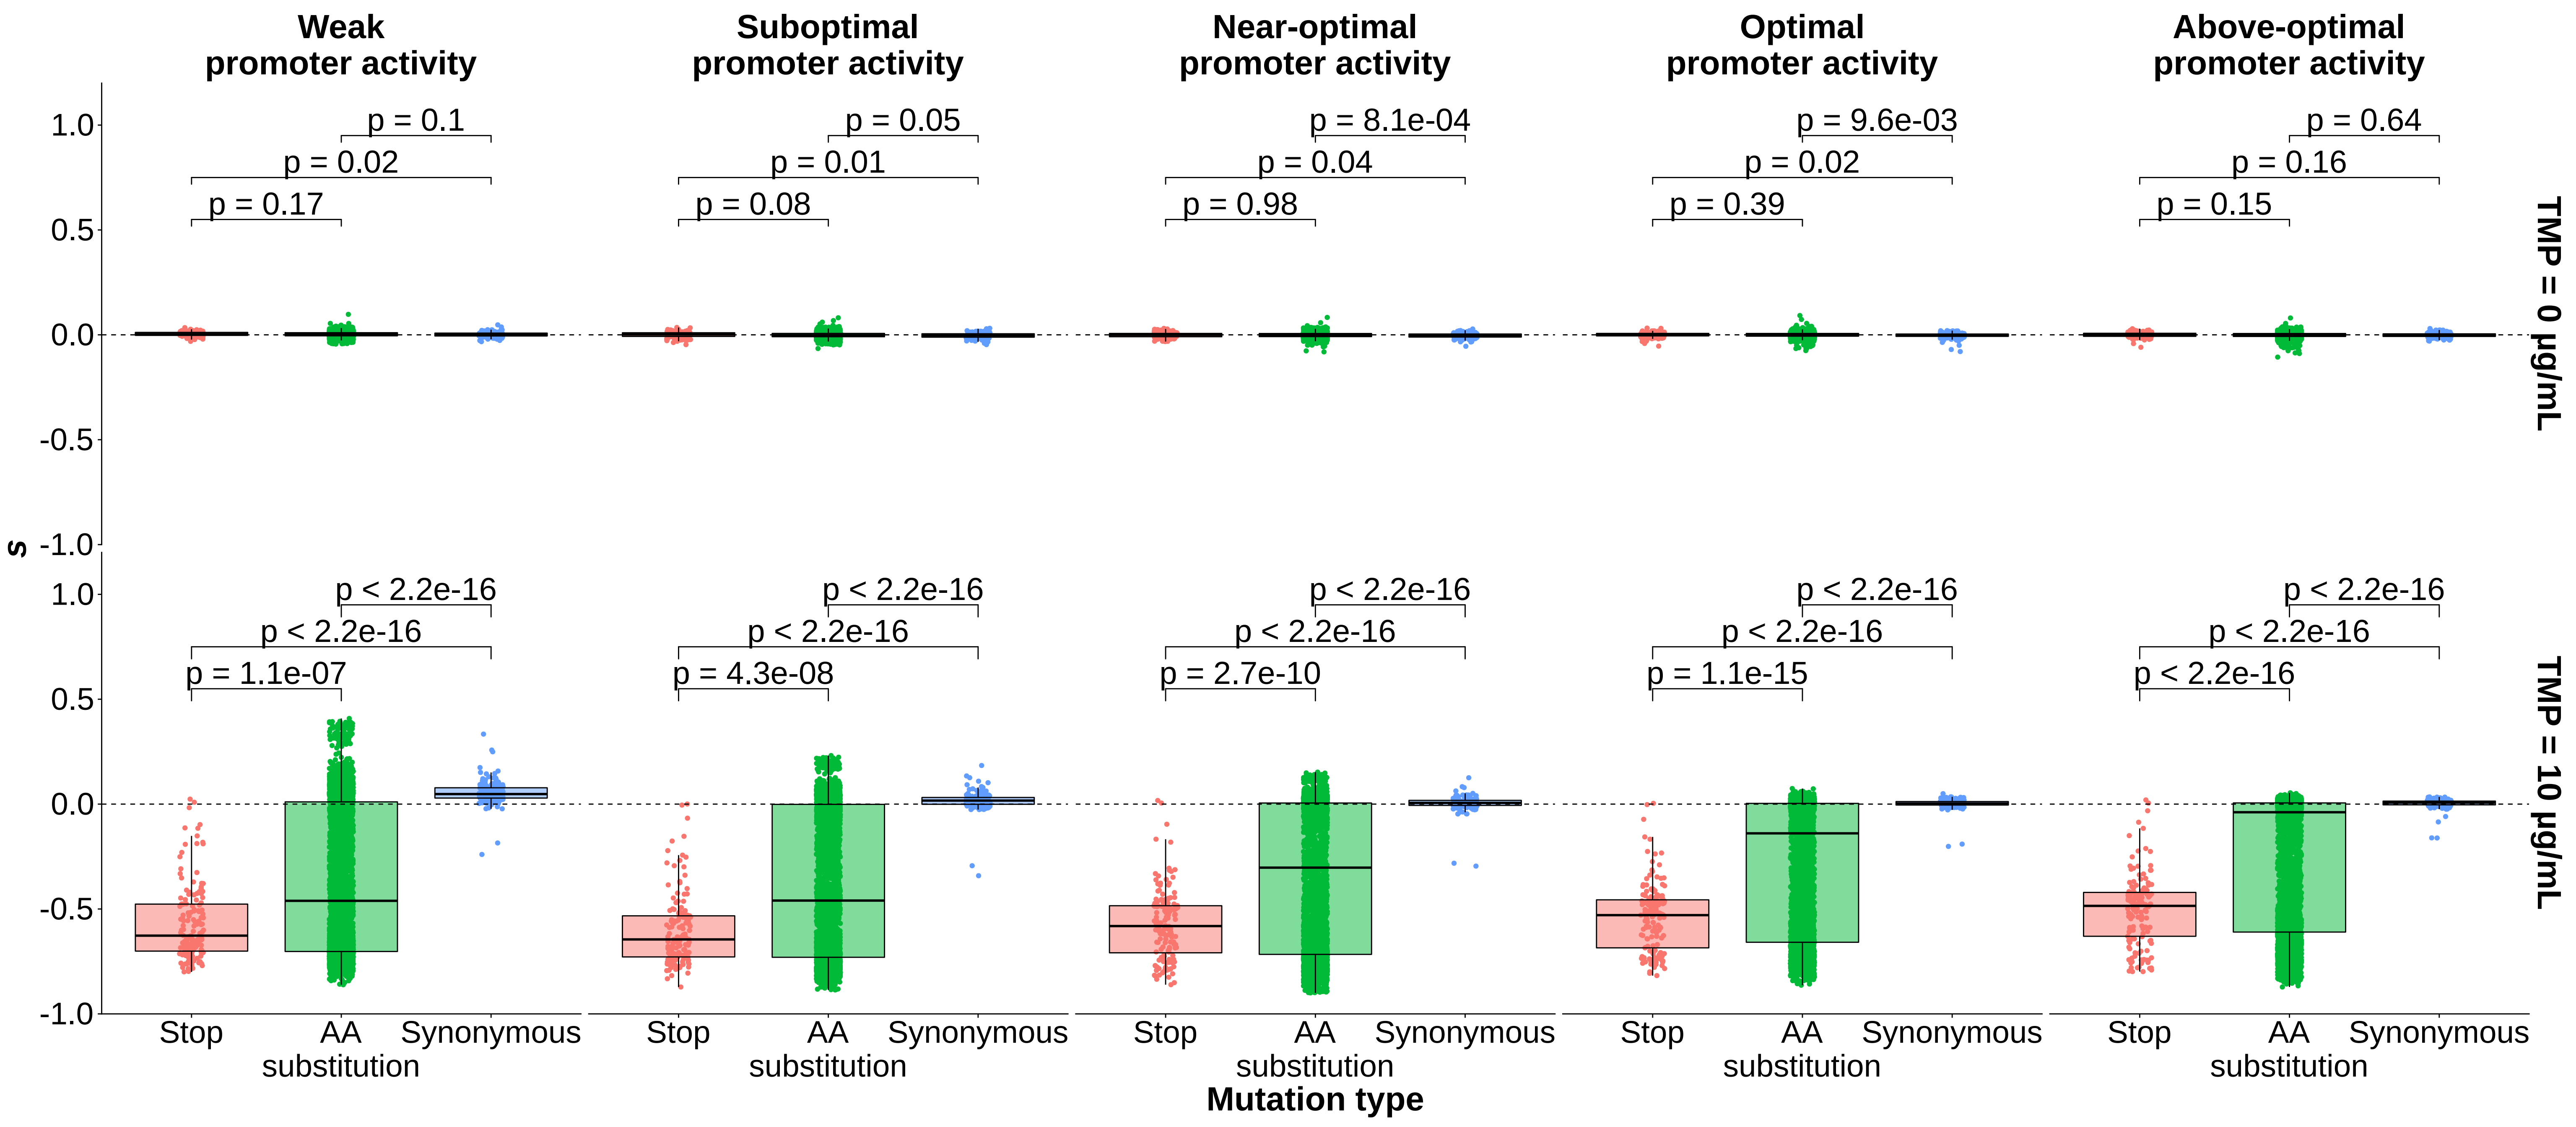 Weak
promoter activity
Suboptimal
promoter activity
Near-optimal
promoter activity
Optimal
promoter activity
Above-optimal
promoter activity
1.0
0.5
0.0
-0.5
-1.0
p = 0.1
p = 0.02
p = 0.17
p = 0.05
p = 0.01
p = 0.08
p = 8.1e-04
p = 0.04
p = 0.98
p = 9.6e-03
p = 0.02
p = 0.39
p = 0.64
p = 0.16
p = 0.15
TMP = 0 µg/mL
s
1.0
0.5
0.0
-0.5
-1.0
p < 2.2e-16
p < 2.2e-16
p = 1.1e-07
p < 2.2e-16
p < 2.2e-16
p = 4.3e-08
p < 2.2e-16
p < 2.2e-16
p = 2.7e-10
p < 2.2e-16
p < 2.2e-16
p = 1.1e-15
p < 2.2e-16
p < 2.2e-16
p < 2.2e-16
TMP = 10 µg/mL
Stop
AA
substitution
Synonymous
Stop
AA
substitution
Synonymous
Stop
AA
substitution
Synonymous
Stop
AA
substitution
Synonymous
Stop
AA
substitution
Synonymous
Mutation type